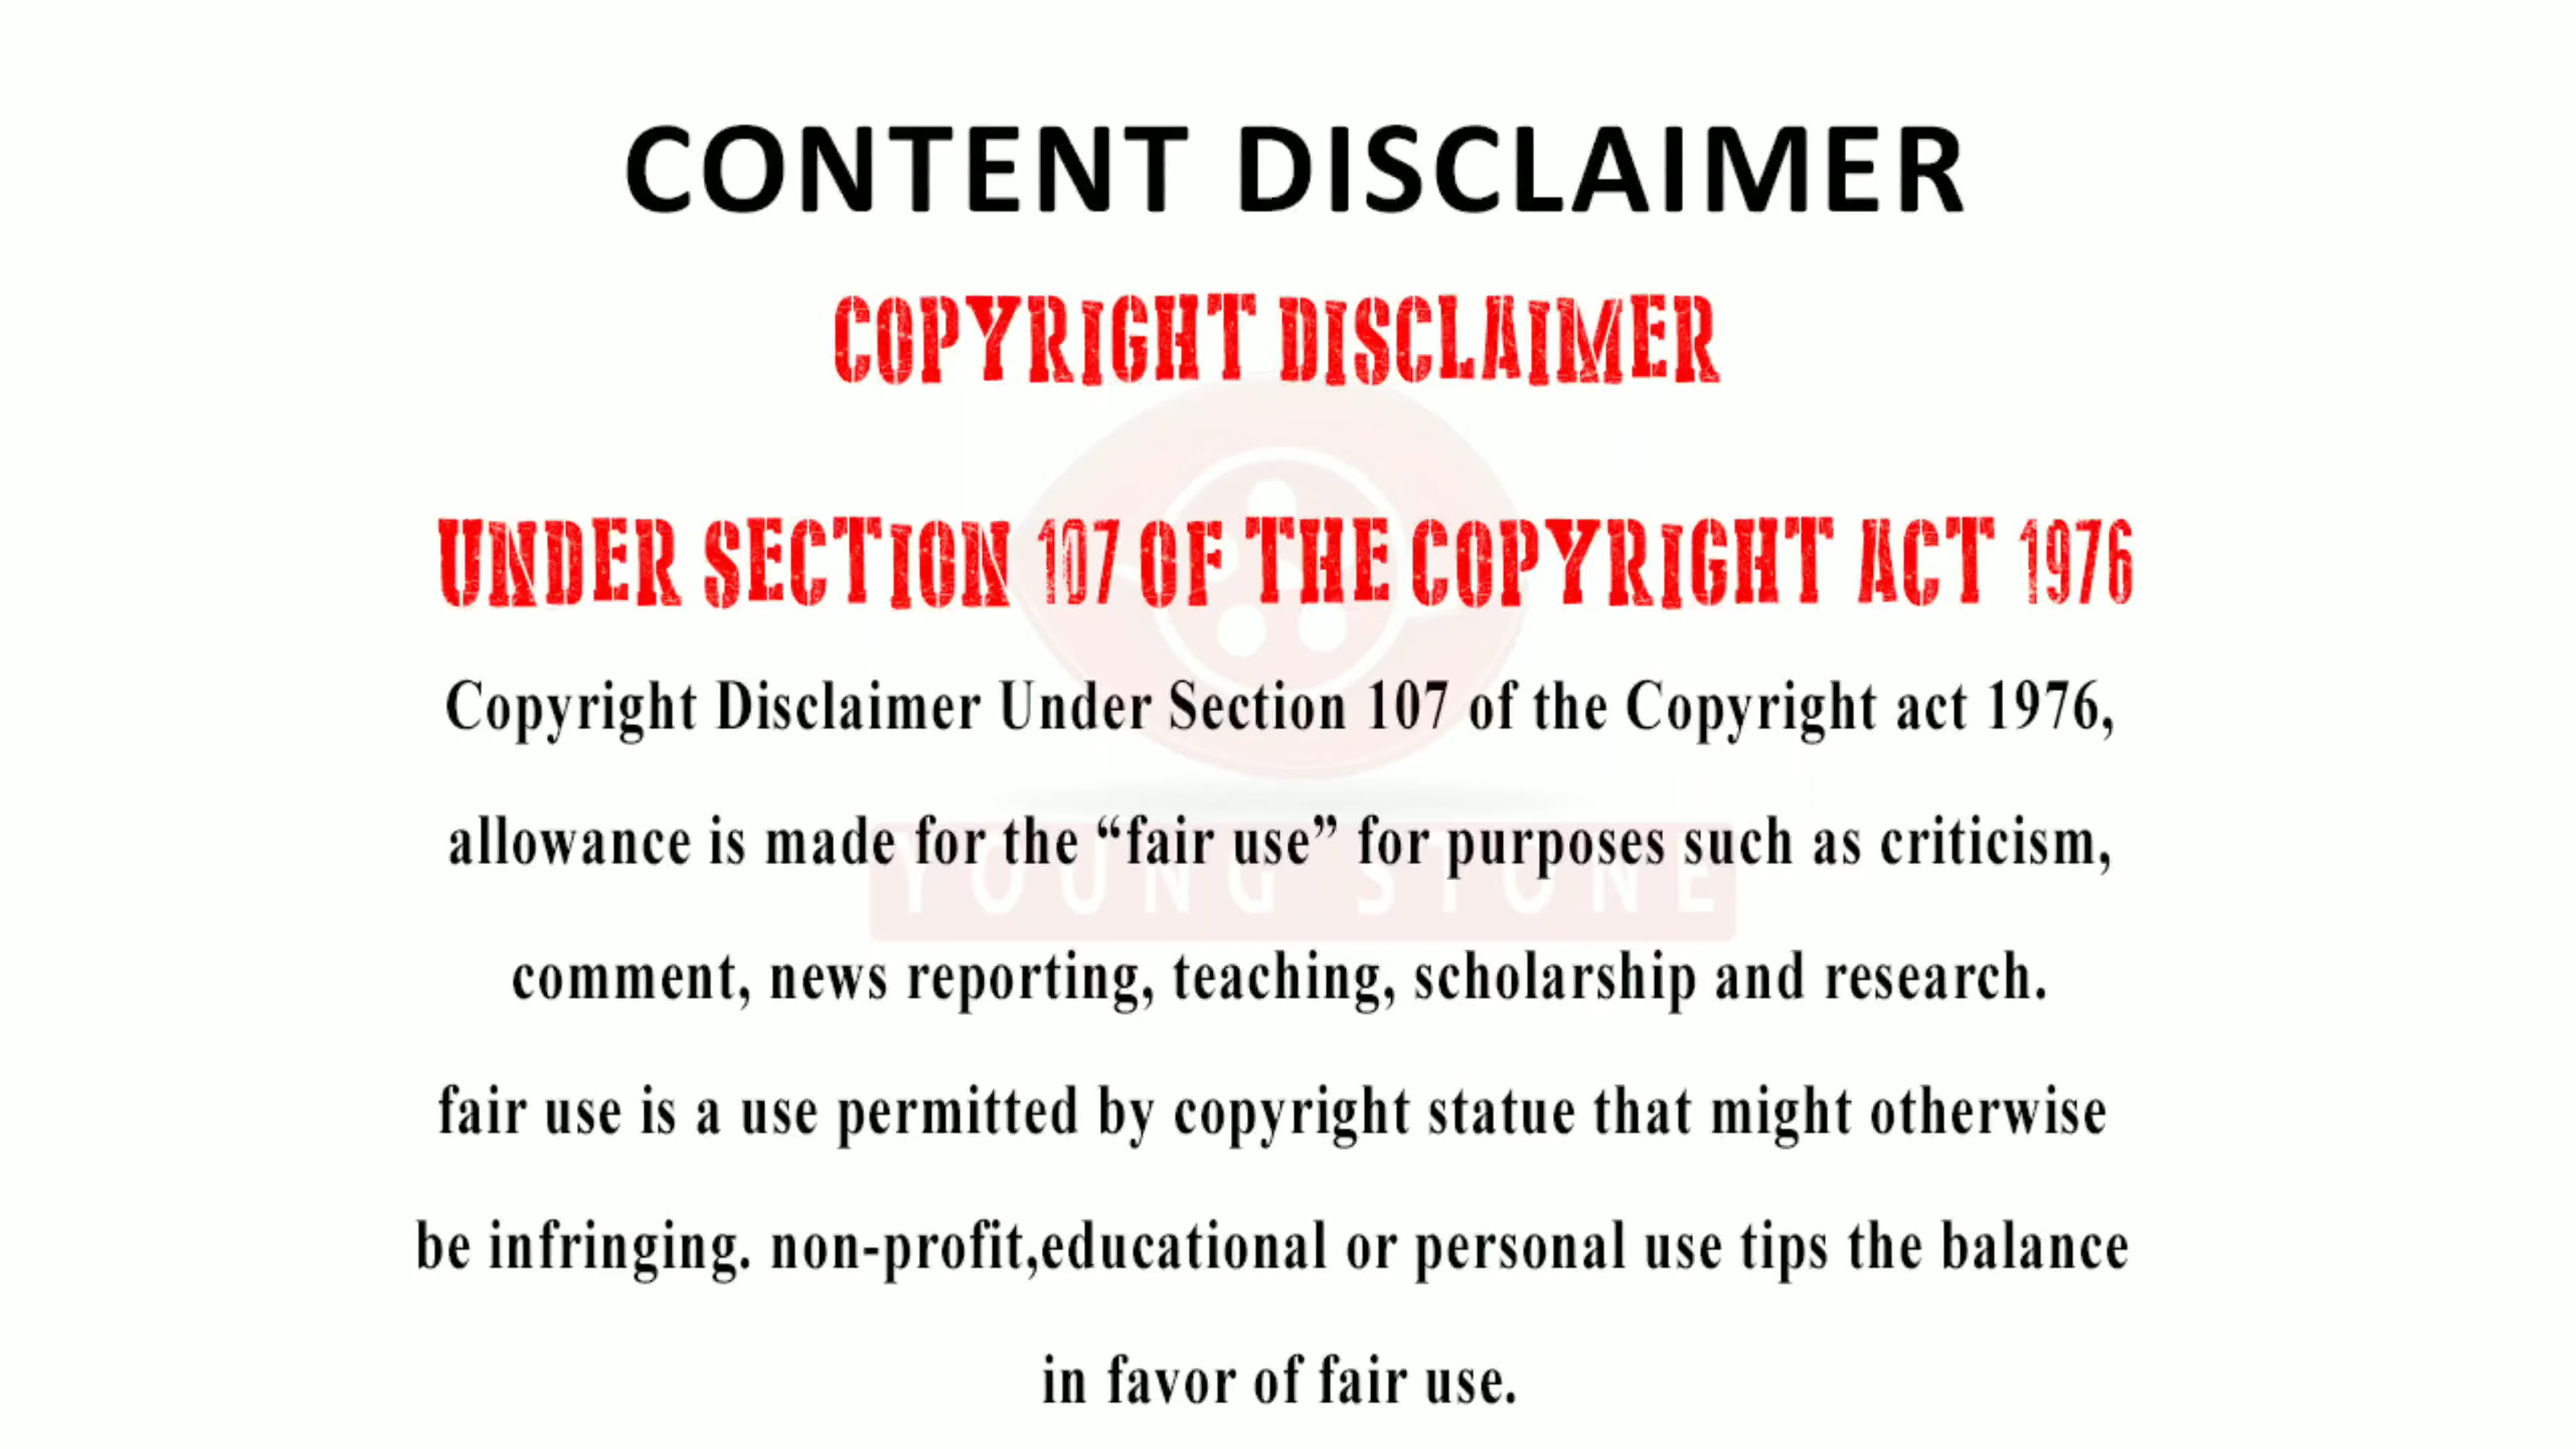 CONTENT DISCLAIMER
COPYRIGHT DISCLAIMER
UNDER SECTION 107 OF THE COPYRIGHT ACT 1976
Copyright Disclaimer Under Section 107 of the Copyright act 1976,
allowance is made for the “fair use” for purposes such as criticism,
YOUNG STONE
comment, news reporting, teaching, scholarship and research.
fair use is a use permitted by copyright statue that might otherwise
be infringing. non-profit,educational or personal use tips the balance
in favor of fair use.